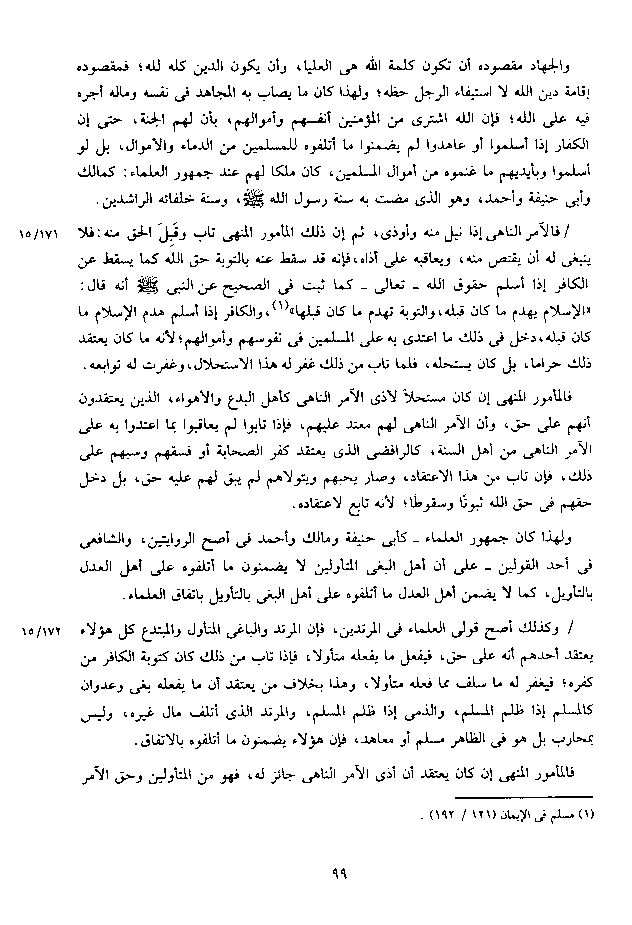 والجهاد مقصوده أن تكون كلمة الله هى العليا، وأن يكون الدين كله لله؛ فمقصوده
إقامة دين الله لا استيفاء الرجل حظه؛ ولهذا كان ما يصاب به المجاهد فى نفسه وماله أجره
فيه على الله؛ فإن الله اشترى من المؤمنين أنفسهم وأموالهم، بأن لهم الجنة، حتى إن
الكفار إذا أسلموا أو عاهدوا لم يضمنوا ما أتلفوه للمسلمين من الدماء والأموال، بل لو
أسلموا وبأيديهم ما غنموه من أموال المسلمين، كان ملكا لهم عند جمهور العلماء: كمالك
وأبى حنيفة وأحمد، وهو الذى مضت به سنة رسول الله ﷺ، وسنة خلفائه الراشدين.
١٥/١٧١ / فالآمر الناهى إذا نيل منه وأوذى، ثم إن ذلك المأمور المنهى تاب وقَبِلَ الحق منه: فلا
ينبغى له أن يقتص منه، ويعاقبه على أذاه، فإنه قد سقط عنه بالتوبة حق الله كما يسقط عن
الكافر إذا أسلم حقوق الله ـ تعالى ـ كما ثبت فى الصحيح عن النبى ﷺ أنه قال:
«الإسلام يهدم ما كان قبله، والتوبة تهدم ما كان قبلها»(١)، والكافر إذا أسلم هدم الإسلام ما
كان قبله، دخل فى ذلك ما اعتدى به على المسلمين فى نفوسهم وأموالهم؛ لأنه ما كان يعتقد
ذلك حراما، بل كان يستحله، فلما تاب من ذلك غفر له هذا الاستحلال، وغفرت له توابعه.
فالمأمور المنهى إن كان مستحلاً لأذى الآمر الناهى كأهل البدع والأهواء، الذين يعتقدون
أنهم على حق، وأن الآمر الناهى لهم معتد عليهم، فإذا تابوا لم يعاقبوا بما اعتدوا به على
الآمر الناهى من أهل السنة، كالرافضى الذى يعتقد كفر الصحابة أو فسقهم وسبهم على
ذلك، فإن تاب من هذا الاعتقاد، وصار يحبهم ويتولاهم لم يبق لهم عليه حق، بل دخل
حقهم فى حق الله ثبوتًا وسقوطًا؛ لأنه تابع لاعتقاده.
ولهذا كان جمهور العلماء ـ كأبى حنيفة ومالك وأحمد فى أصح الروايتين، والشافعى
فى أحد القولين ـ على أن أهل البغى المتأولين لا يضمنون ما أتلفوه على أهل العدل
بالتأويل، كما لا يضمن أهل العدل ما أتلفوه على أهل البغى بالتأويل باتفاق العلماء.
١٥/١٧٢ / وكذلك أصح قولى العلماء فى المرتدين، فإن المرتد والباغى المتأول والمبتدع كل هؤلاء
يعتقد أحدهم أنه على حق، فيفعل ما يفعله متأولا، فإذا تاب من ذلك كان كتوبة الكافر من
كفره؛ فيغفر له ما سلف مما فعله متأولا، وهذا بخلاف من يعتقد أن ما يفعله بغى وعدوان
كالمسلم إذا ظلم المسلم، والذمى إذا ظلم المسلم، والمرتد الذى أتلف مال غيره، وليس
بمحارب بل هو فى الظاهر مسلم أو معاهد، فإن هؤلاء يضمنون ما أتلفوه بالاتفاق.
فالمأمور المنهى إن كان يعتقد أن أذى الآمر الناهى جائز له، فهو من المتأولين وحق الآمر
(١) مسلم فى الإيمان (١٢١ / ١٩٢) .
٩٩